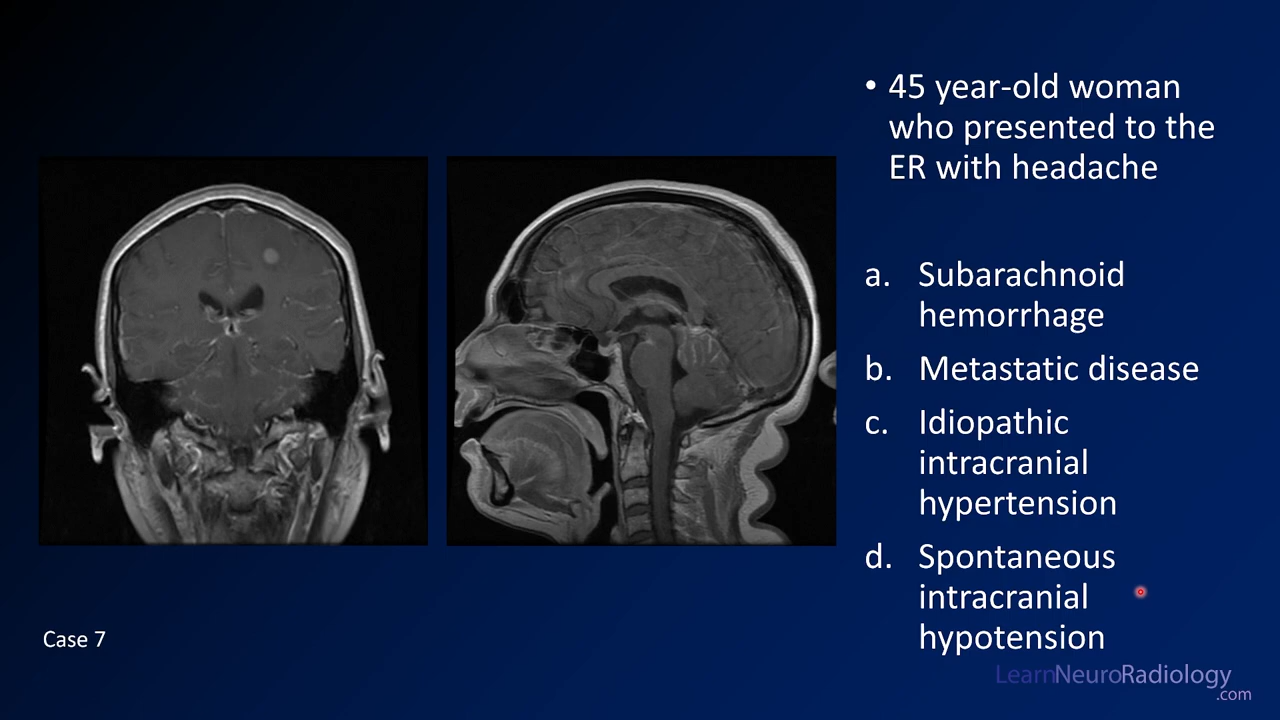 • 45 year-old woman
who presented to the
ER with headache
a. Subarachnoid
hemorrhage
b. Metastatic disease
c. Idiopathic
intracranial
hypertension
d. Spontaneous
intracranial
hypotension
Case 7
LearnNeuroRadiology
.com